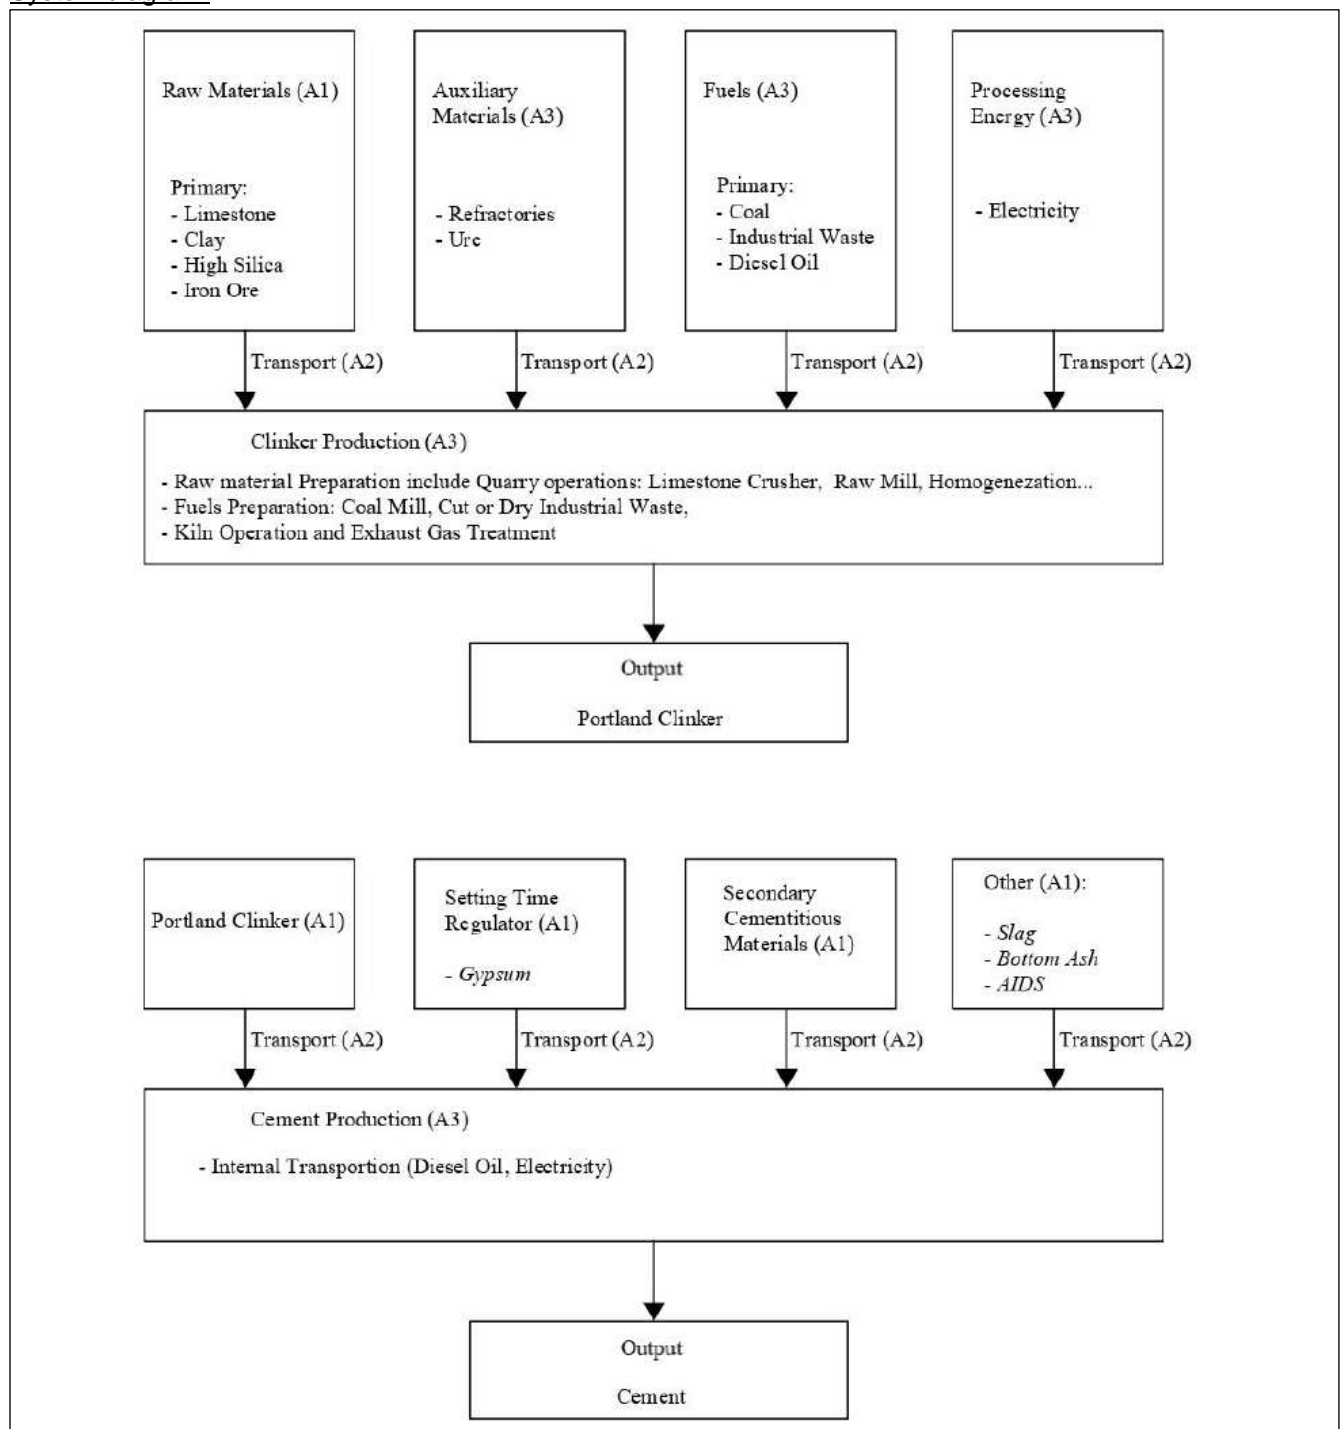 Raw Materials (A1)
Primary:
- Limestone
- Clay
- High Silica
- Iron Ore
Auxiliary
Materials (A3)
- Refractories
- Ure
Fuels (A3)
Primary:
- Coal
- Industrial Waste
- Diesel Oil
Processing
Energy (A3)
- Electricity
Transport (A2)
Transport (A2)
Transport (A2)
Transport (A2)
Clinker Production (A3)
- Raw material Preparation include Quarry operations: Limestone Crusher, Raw Mill, Homogenezation...
- Fuels Preparation: Coal Mill, Cut or Dry Industrial Waste,
- Kiln Operation and Exhaust Gas Treatment
Output
Portland Clinker
Portland Clinker (A1)
Setting Time
Regulator (A1)
- Gypsum
Secondary
Cementitious
Materials (A1)
Other (A1):
- Slag
- Bottom Ash
- AIDS
Transport (A2)
Transport (A2)
Transport (A2)
Transport (A2)
Cement Production (A3)
- Internal Transportion (Diesel Oil, Electricity)
Output
Cement